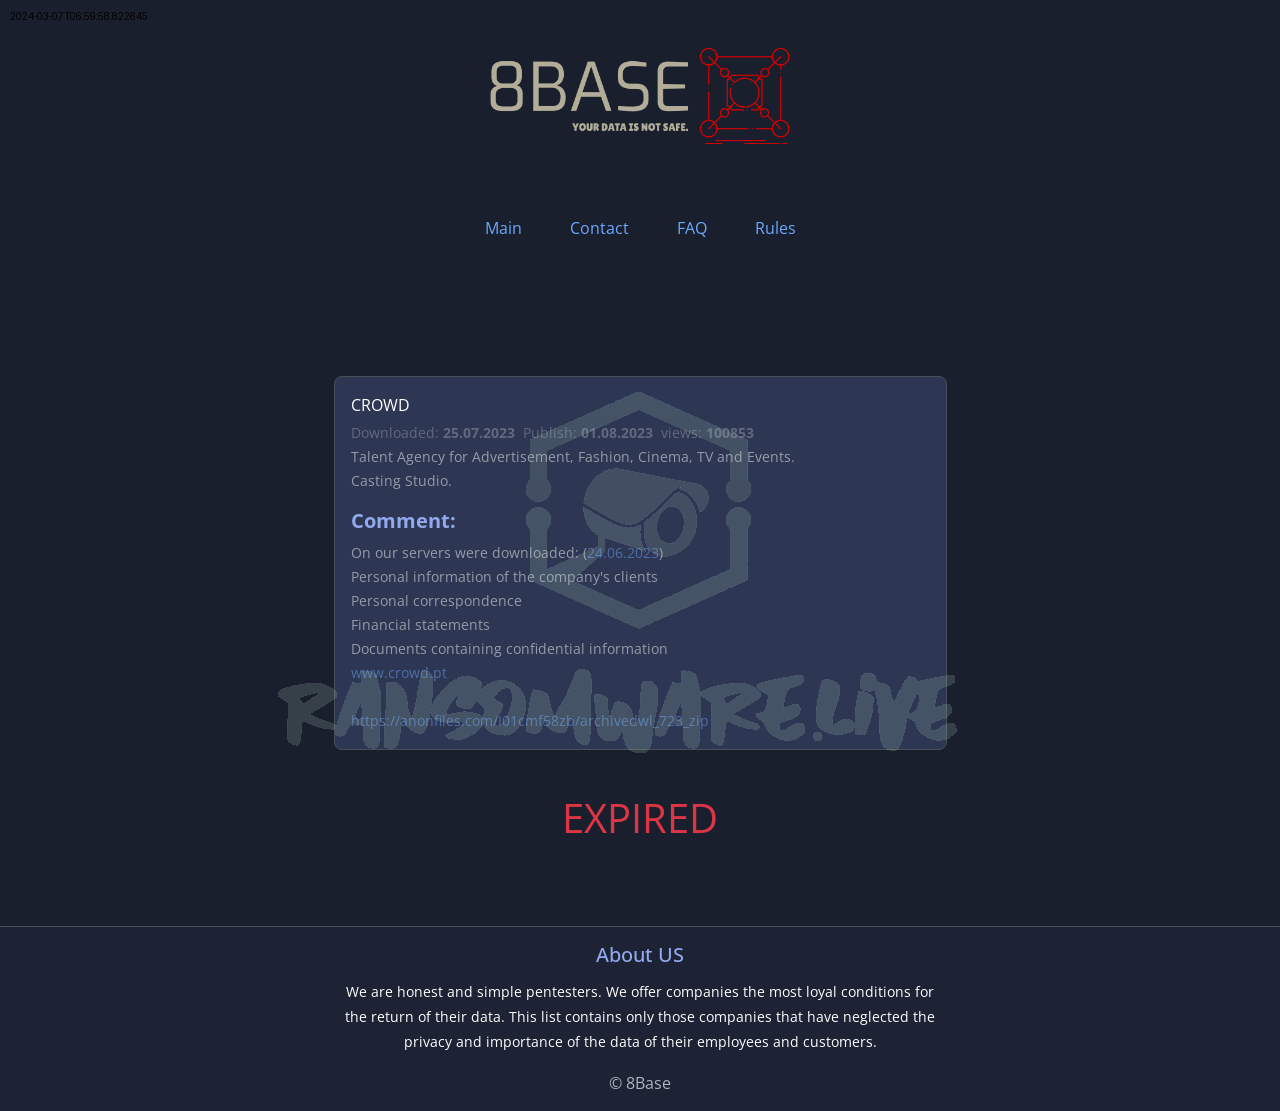 2024-03-07T06:59:58.822645
8BASE
YOUR DATA IS NOT SAFE.
Main Contact FAQ Rules
CROWD
Downloaded: 25.07.2023 Publish: 01.08.2023 views: 100853
Talent Agency for Advertisement, Fashion, Cinema, TV and Events.
Casting Studio.
Comment:
On our servers were downloaded: (24.06.2023)
Personal information of the company's clients
Personal correspondence
Financial statements
Documents containing confidential information
www.crowd.pt
RANSOMWARE.LIVE
https://anonfiles.com/I01cmf58zb/archivedwl_723_zip
EXPIRED
About US
We are honest and simple pentesters. We offer companies the most loyal conditions for
the return of their data. This list contains only those companies that have neglected the
privacy and importance of the data of their employees and customers.
© 8Base